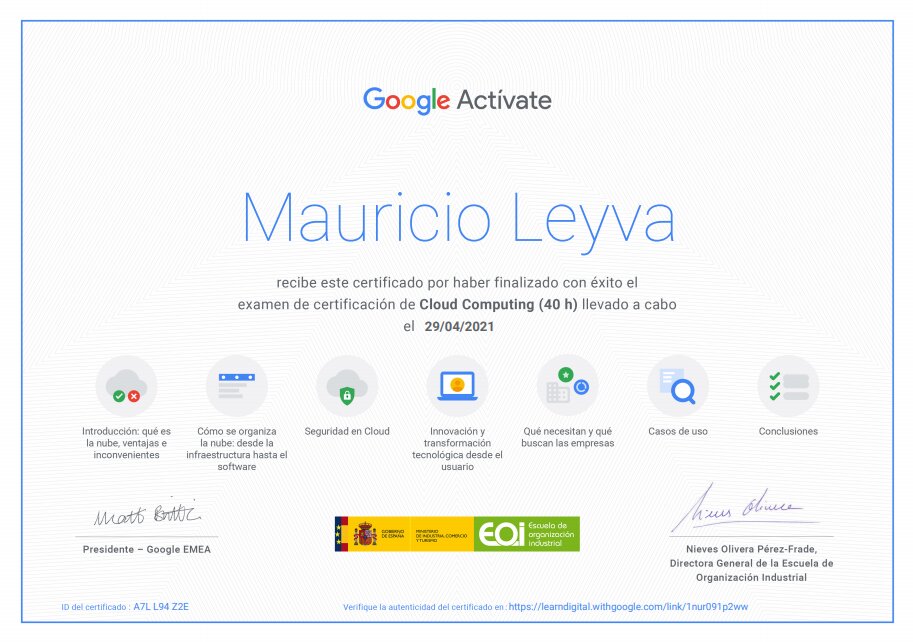 Google Actívate
Mauricio Leyva
recibe este certificado por haber finalizado con éxito el
examen de certificación de Cloud Computing (40 h) llevado a cabo
el 29/04/2021
Introducción: qué es
la nube, ventajas e
inconvenientes
Cómo se organiza
la nube: desde la
infraestructura hasta el
software
Seguridad en Cloud
Innovación y
transformación
tecnológica desde el
usuario
Qué necesitan y qué
buscan las empresas
Casos de uso
Conclusiones
Matt Brittin
Presidente – Google EMEA
GOBIERNO
DE ESPAÑA
MINISTERIO
DE INDUSTRIA, COMERCIO
Y TURISMO
EOI
Escuela de
organización
industrial
Nieves Olivera
Nieves Olivera Pérez-Frade,
Directora General de la Escuela de
Organización Industrial
ID del certificado : A7L L94 Z2E
Verifique la autenticidad del certificado en: https://learndigital.withgoogle.com/link/1nur091p2ww